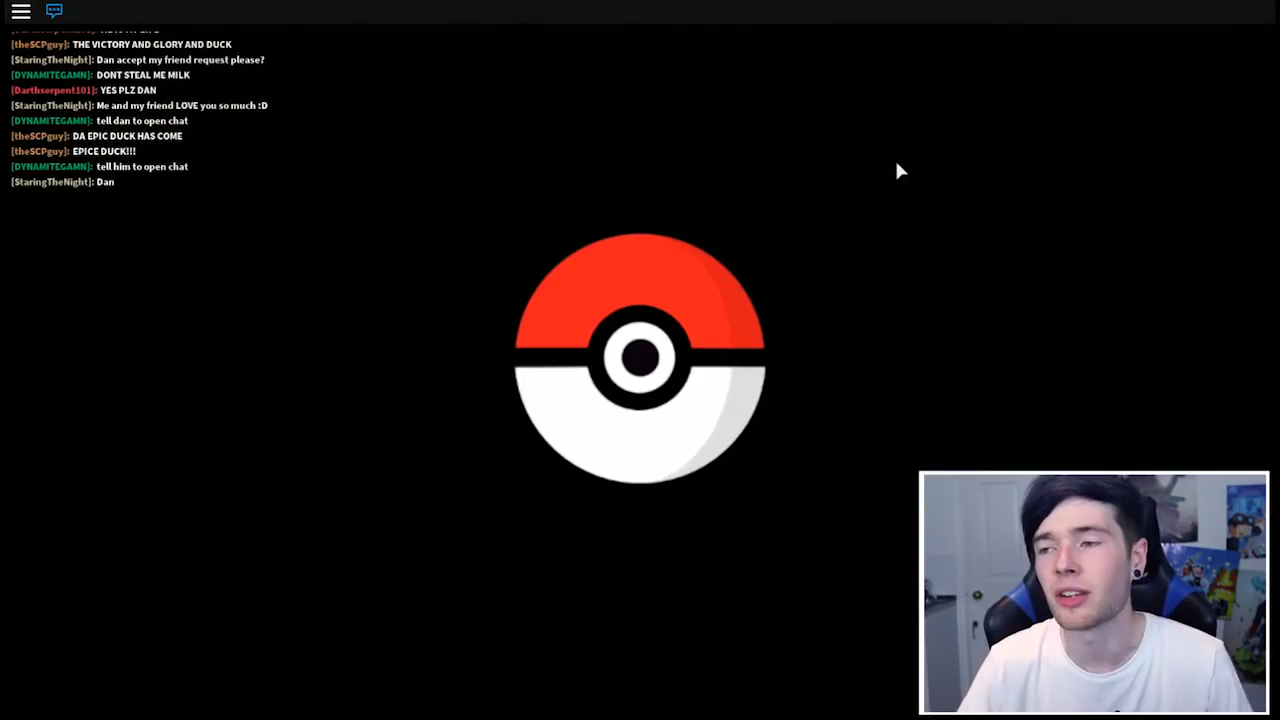 [theSCPguy]: THE VICTORY AND GLORY AND DUCK
[StaringTheNight]: Dan accept my friend request please?
[DYNAMITEGAMN]: DONT STEAL ME MILK
[Darthserpent101]: YES PLZ DAN
[StaringTheNight]: Me and my friend LOVE you so much :D
[DYNAMITEGAMN]: tell dan to open chat
[theSCPguy]: DA EPIC DUCK HAS COME
[theSCPguy]: EPICE DUCK!!!
[DYNAMITEGAMN]: tell him to open chat
[StaringTheNight]: Dan